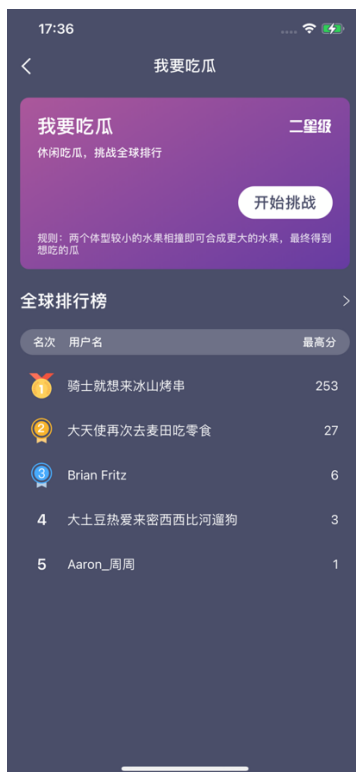 17:36
我要吃瓜
我要吃瓜
二星级
休闲吃瓜，挑战全球排行
开始挑战
规则：两个体型较小的水果相撞即可合成更大的水果，最终得到
想吃的瓜
全球排行榜
名次 用户名 最高分
1 骑士就想来冰山烤串 253
2 大天使再次去麦田吃零食 27
3 Brian Fritz 6
4 大土豆热爱来密西西比河遛狗 3
5 Aaron_周周 1